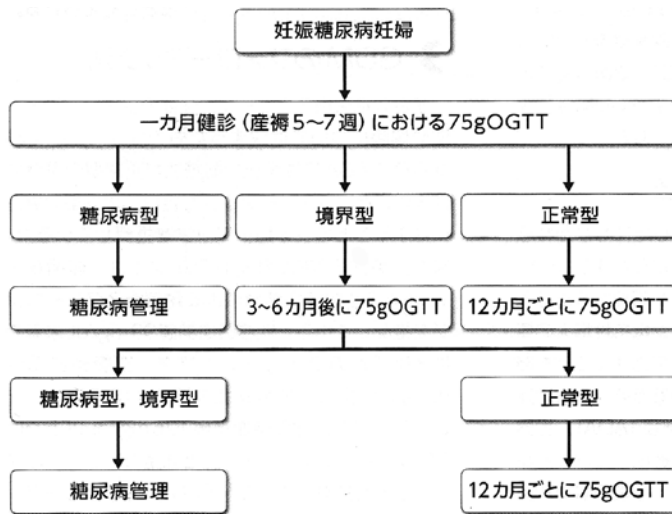 妊娠糖尿病妊婦
一カ月健診(産褥5~7週)における75gOGTT
糖尿病型
境界型
正常型
糖尿病管理
3~6カ月後に75gOGTT
12カ月ごとに75gOGTT
糖尿病型,境界型
正常型
糖尿病管理
12カ月ごとに75gOGTT